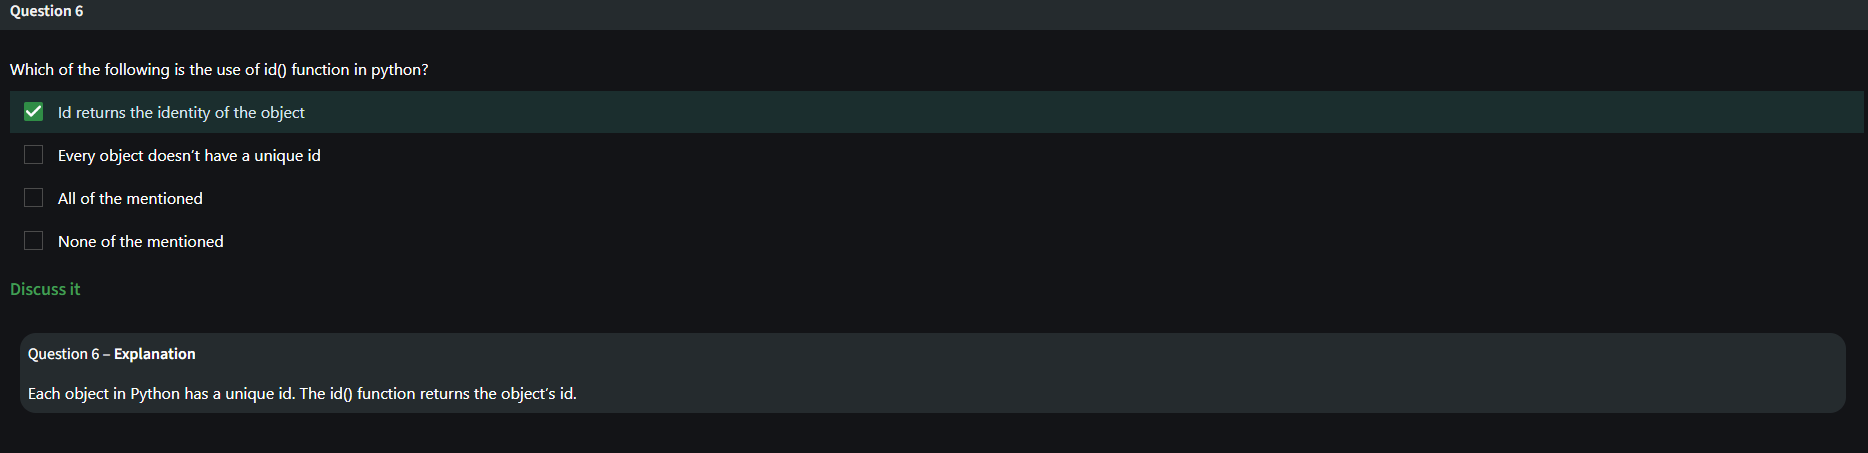 Question 6
Which of the following is the use of id() function in python?
Id returns the identity of the object
Every object doesn’t have a unique id
All of the mentioned
None of the mentioned
Discuss it
Question 6 – Explanation
Each object in Python has a unique id. The id() function returns the object’s id.